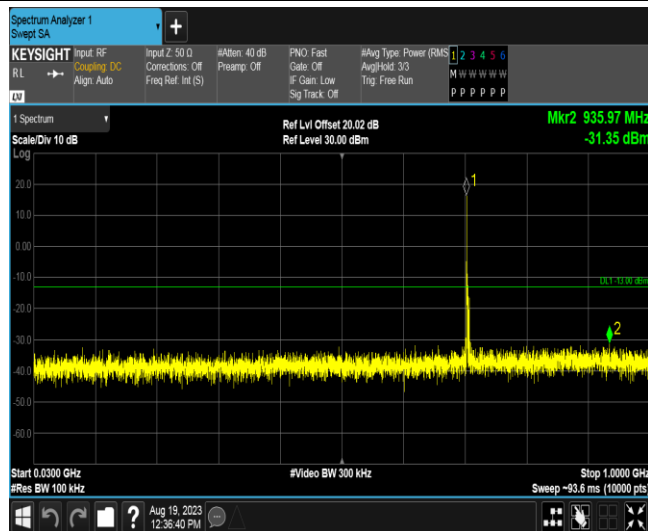 Spectrum Analyzer 1
Swept SA
+
KEYSIGHT Input: RF Input Z: 50 Ω #Atten: 40 dB PNO: Fast #Avg Type: Power (RMS 1 2 3 4 5 6
RL Coupling: DC Corrections: Off Preamp: Off Gate: Off Avg|Hold: 3/3 M W W W W W
Align: Auto Freq Ref: Int (S) IF Gain: Low Trig: Free Run
LXI Sig Track: Off P P P P P P
1 Spectrum Ref Lvl Offset 20.02 dB Mkr2 935.97 MHz
Scale/Div 10 dB Ref Level 30.00 dBm -31.35 dBm
Log
1
20.0
10.0
0.00
-10.0
DL1 -13.00 dBm
-20.0
2
-30.0
-40.0
-50.0
-60.0
Start 0.0300 GHz #Video BW 300 kHz Stop 1.0000 GHz
#Res BW 100 kHz Sweep ~93.6 ms (10000 pts)
? Aug 19, 2023
12:36:40 PM